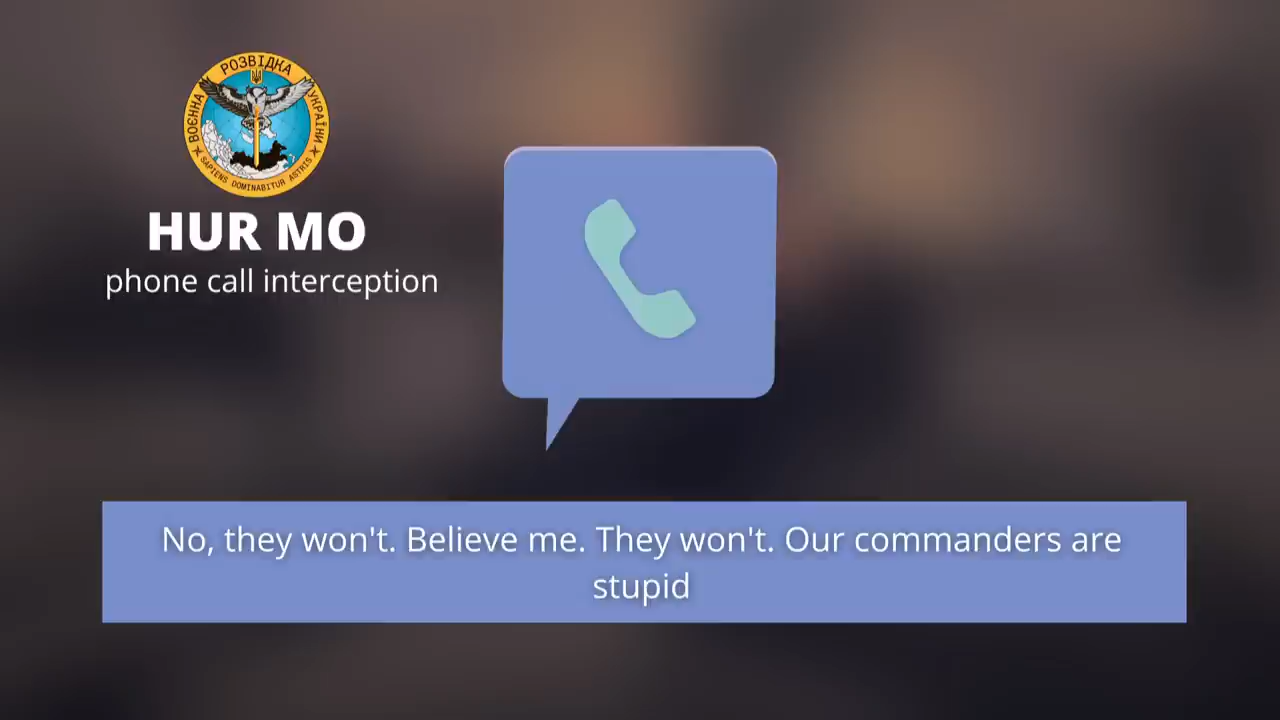 ВОЄННА РОЗВІДКА УКРАЇНИ
SAPIENS DOMINABITUR ASTRIS
HUR MO
phone call interception
No, they won't. Believe me. They won't. Our commanders are
stupid